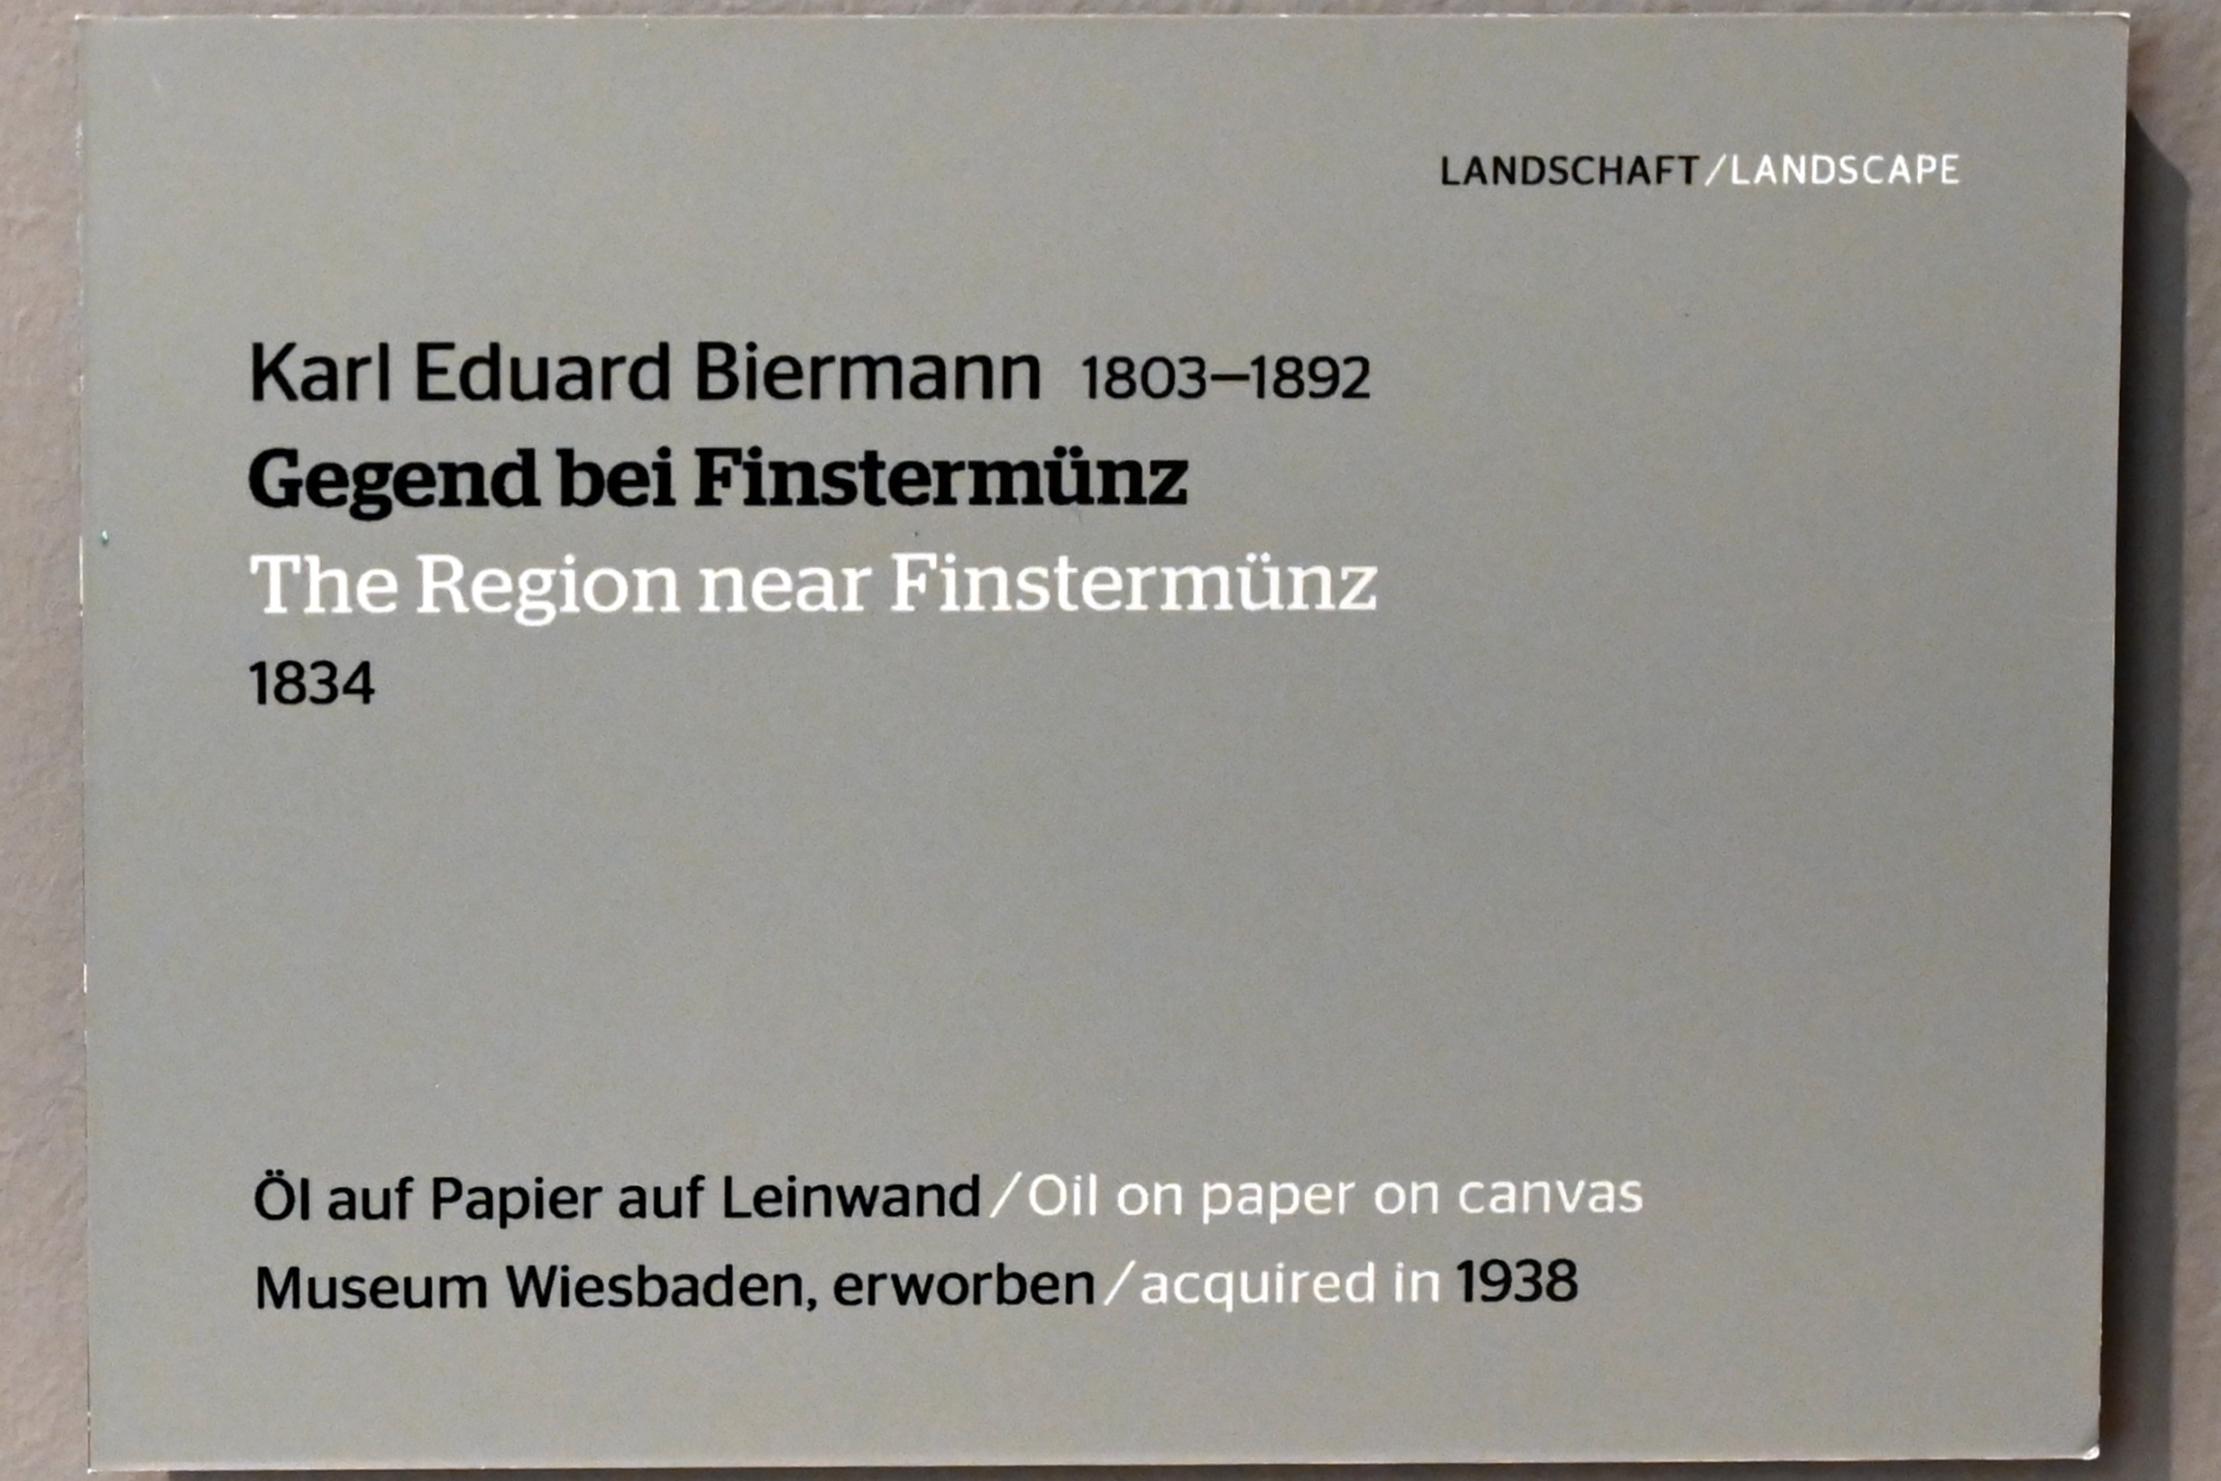 LANDSCHAFT/LANDSCAPE
Karl Eduard Biermann 1803–1892
Gegend bei Finstermünz
The Region near Finstermünz
1834
Öl auf Papier auf Leinwand/Oil on paper on canvas
Museum Wiesbaden, erworben/acquired in 1938